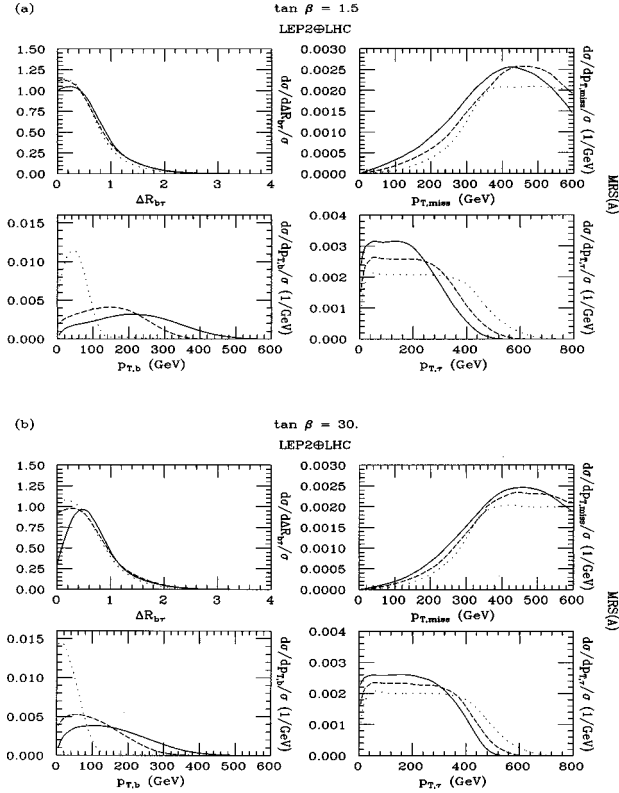 (a)
tan β = 1.5
LEP2⊕LHC
1.50
1.25
1.00
0.75
0.50
0.25
0.00
0 1 2 3 4
ΔR_bτ
dσ/dΔR_bτ/σ
0.0030
0.0025
0.0020
0.0015
0.0010
0.0005
0.0000
0 100 200 300 400 500 600
p_T,miss (GeV)
dσ/dp_T,miss/σ (1/GeV)
0.015
0.010
0.005
0.000
0 100 200 300 400 500 600
p_T,b (GeV)
dσ/dp_T,b/σ (1/GeV)
0.004
0.003
0.002
0.001
0.000
0 200 400 600 800
p_T,τ (GeV)
dσ/dp_T,τ/σ (1/GeV)
MRS(A)
(b)
tan β = 30.
LEP2⊕LHC
1.50
1.25
1.00
0.75
0.50
0.25
0.00
0 1 2 3 4
ΔR_bτ
dσ/dΔR_bτ/σ
0.0030
0.0025
0.0020
0.0015
0.0010
0.0005
0.0000
0 100 200 300 400 500 600
p_T,miss (GeV)
dσ/dp_T,miss/σ (1/GeV)
0.015
0.010
0.005
0.000
0 100 200 300 400 500 600
p_T,b (GeV)
dσ/dp_T,b/σ (1/GeV)
0.004
0.003
0.002
0.001
0.000
0 200 400 600 800
p_T,τ (GeV)
dσ/dp_T,τ/σ (1/GeV)
MRS(A)